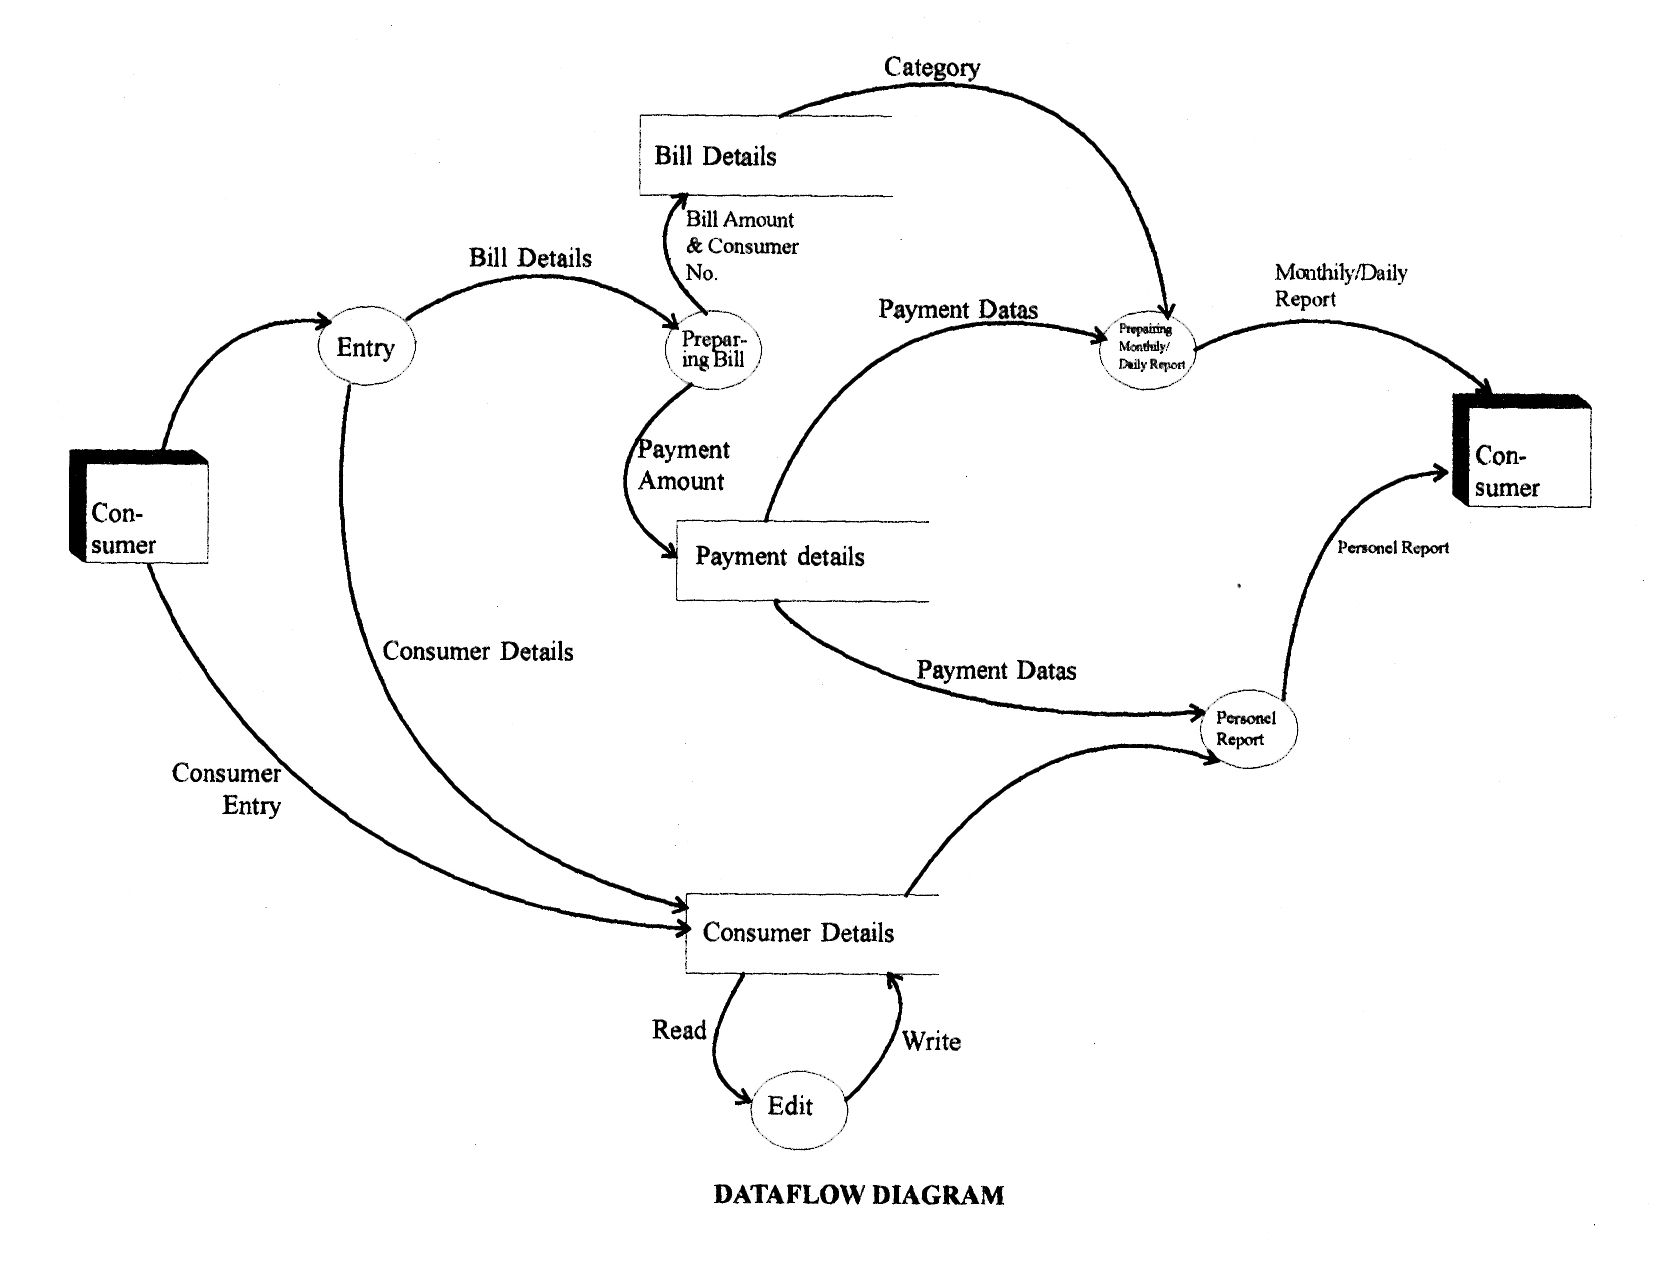 Category
Bill Details
Bill Amount
& Consumer
No.
Bill Details
Monthily/Daily
Report
Payment Datas
Entry
Prepar-
ing Bill
Prepairing
Monthly/
Daily Report
Payment
Amount
Con-
sumer
Con-
sumer
Payment details
Personel Report
Consumer Details
Payment Datas
Personel
Report
Consumer
Entry
Consumer Details
Read
Write
Edit
DATAFLOW DIAGRAM